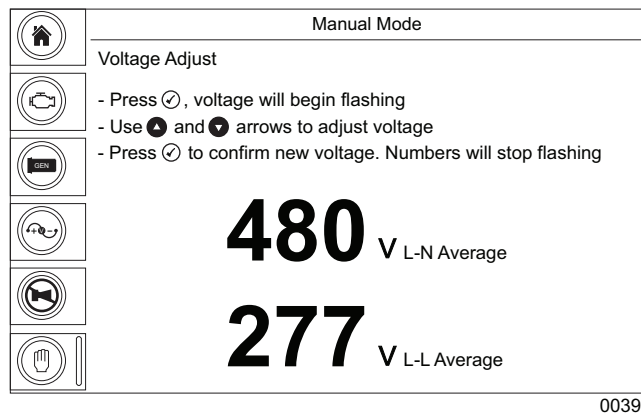 Manual Mode
Voltage Adjust
- Press ✓, voltage will begin flashing
- Use ▲ and ▼ arrows to adjust voltage
- Press ✓ to confirm new voltage. Numbers will stop flashing
GEN
+V-
480 V L-N Average
277 V L-L Average
0039